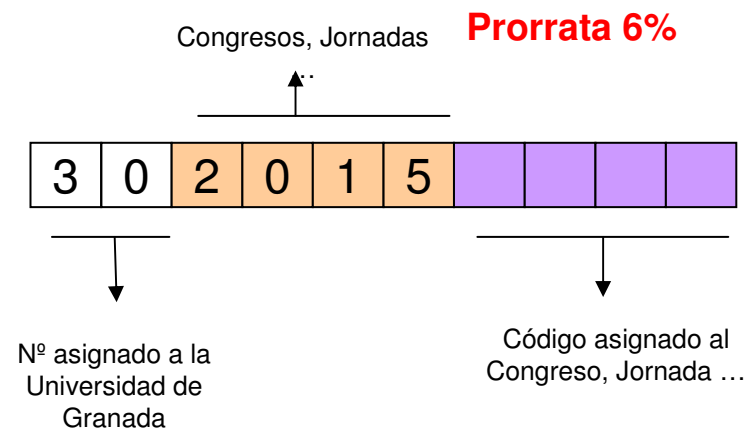 Congresos, Jornadas
…
Prorrata 6%
3 0 2 0 1 5
Nº asignado a la
Universidad de
Granada
Código asignado al
Congreso, Jornada …